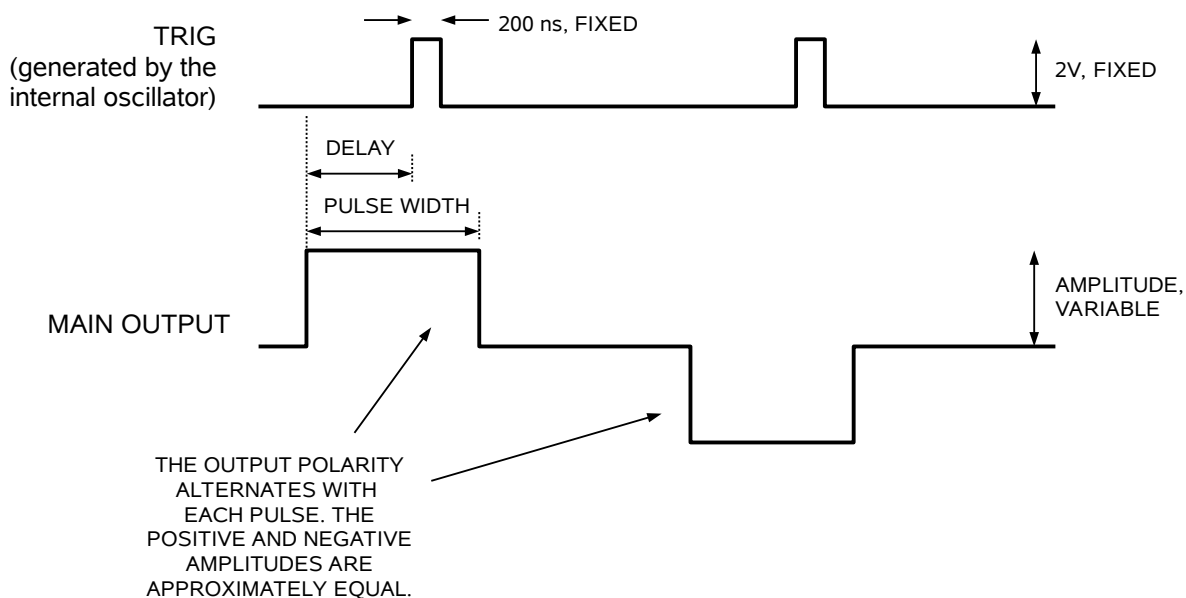 TRIG
(generated by the
internal oscillator)
200 ns, FIXED
2V, FIXED
DELAY
PULSE WIDTH
MAIN OUTPUT
AMPLITUDE,
VARIABLE
THE OUTPUT POLARITY
ALTERNATES WITH
EACH PULSE. THE
POSITIVE AND NEGATIVE
AMPLITUDES ARE
APPROXIMATELY EQUAL.